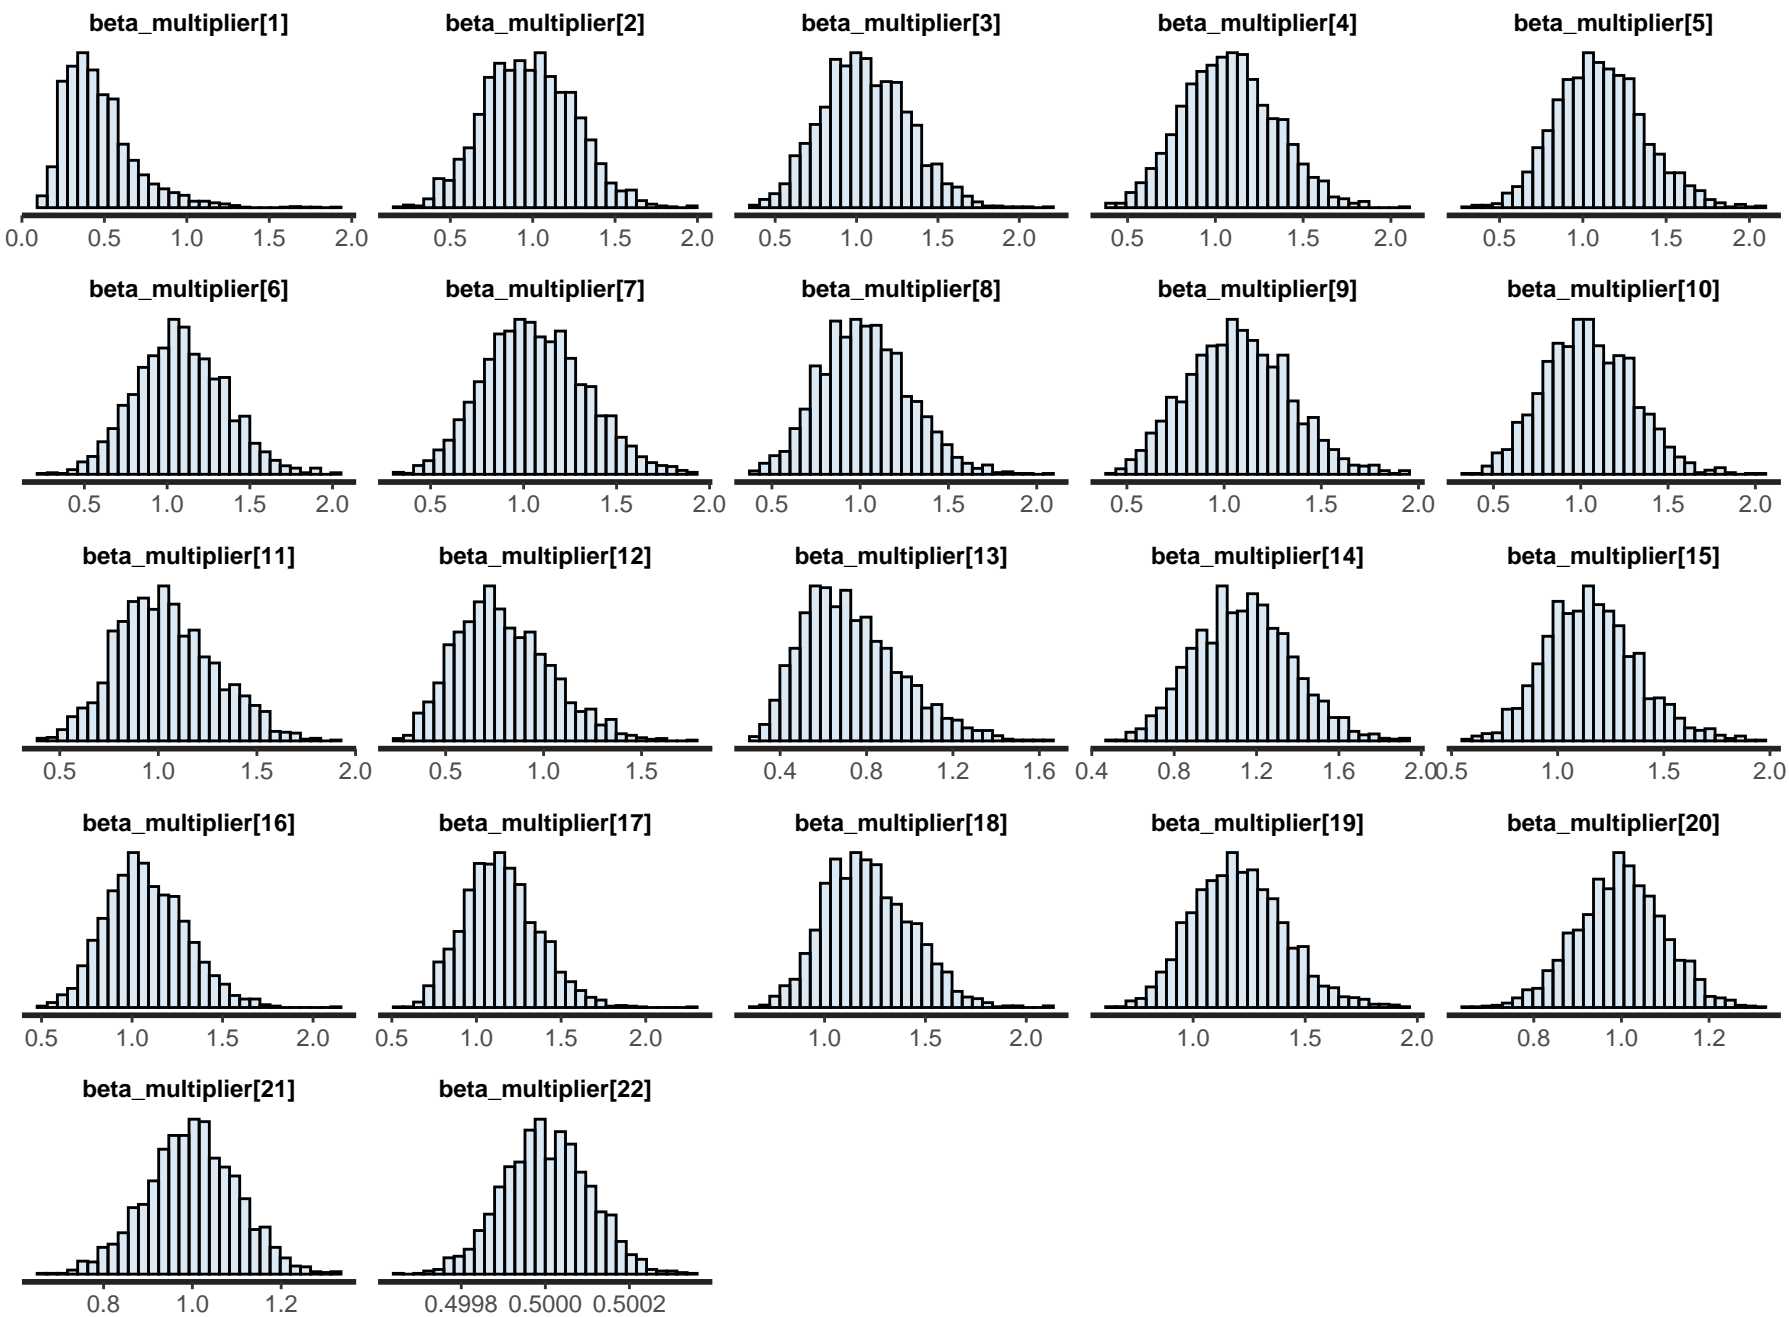 beta_multiplier[1] beta_multiplier[2] beta_multiplier[3] beta_multiplier[4] beta_multiplier[5]
0.0 0.5 1.0 1.5 2.0 0.5 1.0 1.5 2.0 0.5 1.0 1.5 2.0 0.5 1.0 1.5 2.0 0.5 1.0 1.5 2.0
beta_multiplier[6] beta_multiplier[7] beta_multiplier[8] beta_multiplier[9] beta_multiplier[10]
0.5 1.0 1.5 2.0 0.5 1.0 1.5 2.0 0.5 1.0 1.5 2.0 0.5 1.0 1.5 2.0 0.5 1.0 1.5 2.0
beta_multiplier[11] beta_multiplier[12] beta_multiplier[13] beta_multiplier[14] beta_multiplier[15]
0.5 1.0 1.5 2.0 0.5 1.0 1.5 0.4 0.8 1.2 1.6 0.4 0.8 1.2 1.6 2.0 0.5 1.0 1.5 2.0
beta_multiplier[16] beta_multiplier[17] beta_multiplier[18] beta_multiplier[19] beta_multiplier[20]
0.5 1.0 1.5 2.0 0.5 1.0 1.5 2.0 1.0 1.5 2.0 1.0 1.5 2.0 0.8 1.0 1.2
beta_multiplier[21] beta_multiplier[22]
0.8 1.0 1.2 0.4998 0.5000 0.5002